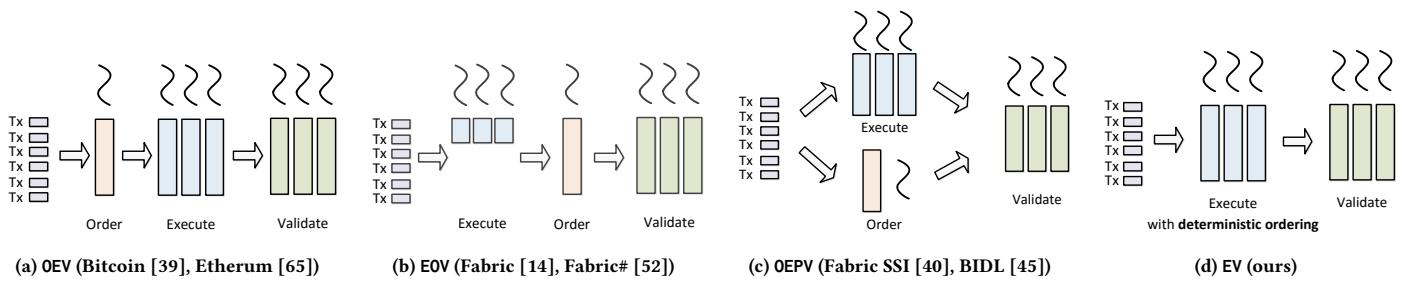 Tx
Tx
Tx
Tx
Tx
Tx
Order
Execute
Validate
(a) OEV (Bitcoin [39], Etherum [65])
Tx
Tx
Tx
Tx
Tx
Tx
Execute
Order
Validate
(b) EOV (Fabric [14], Fabric# [52])
Tx
Tx
Tx
Tx
Tx
Tx
Execute
Order
Validate
(c) OEPV (Fabric SSI [40], BIDL [45])
Tx
Tx
Tx
Tx
Tx
Tx
Execute
with deterministic ordering
Validate
(d) EV (ours)